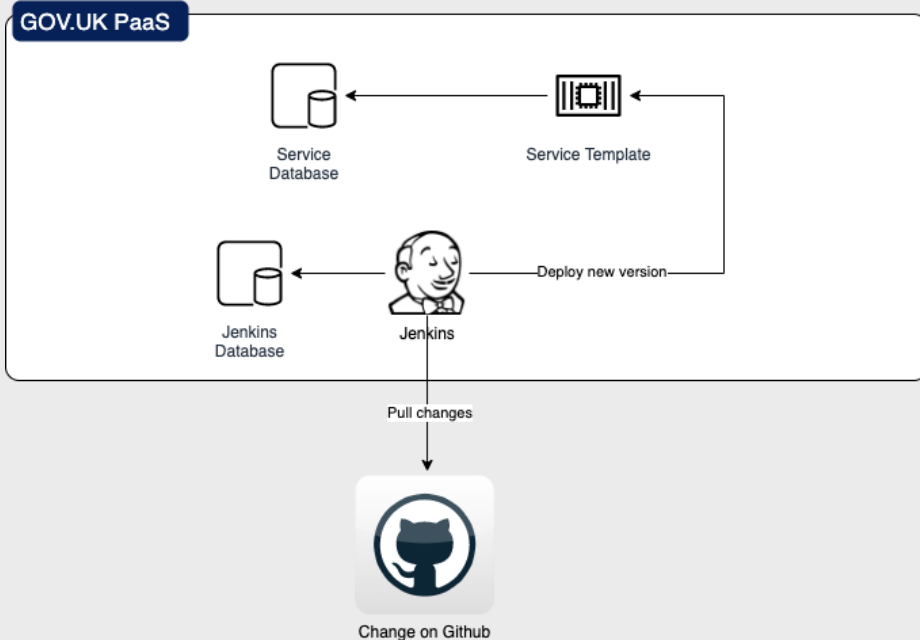 GOV.UK PaaS
Service
Database
Service Template
Deploy new version
Jenkins
Database
Jenkins
Pull changes
Change on Github